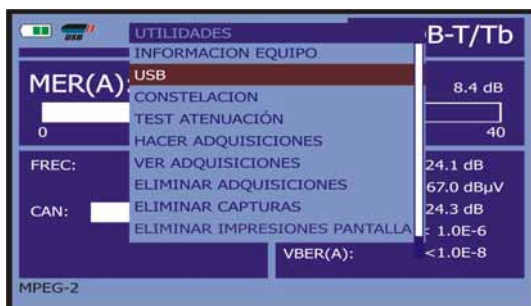 USB
UTILIDADES
B-T/Tb
INFORMACION EQUIPO
USB
CONSTELACION
TEST ATENUACIÓN
HACER ADQUISICIONES
VER ADQUISICIONES
ELIMINAR ADQUISICIONES
ELIMINAR CAPTURAS
ELIMINAR IMPRESIONES PANTALLA
MER(A):
8.4 dB
0
40
FREC:
24.1 dB
67.0 dBµV
CAN:
24.3 dB
< 1.0E-6
VBER(A):
<1.0E-8
MPEG-2